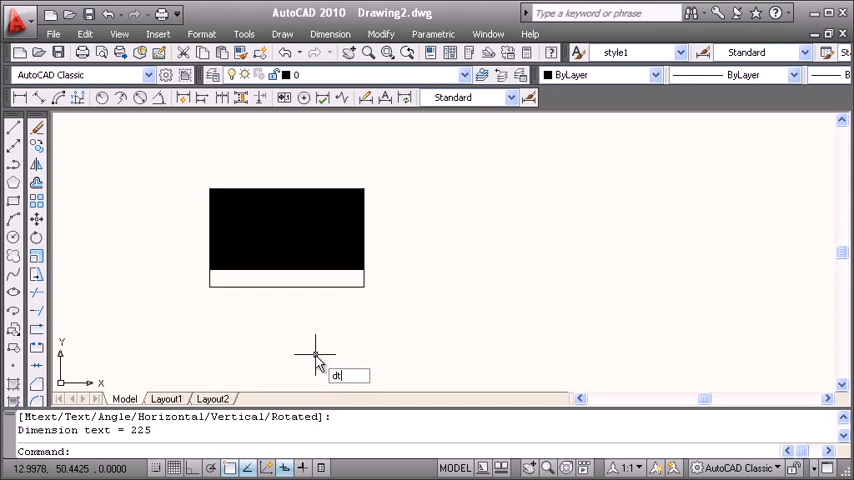 AutoCAD 2010 Drawing2.dwg
Type a keyword or phrase
Edit View Insert Format Tools Draw Dimension Modify Parametric Window Help
style1 Standard
AutoCAD Classic 0 ByLayer ByLayer
Standard
Y
X
dt
Model Layout1 Layout2
[Mtext/Text/Angle/Horizontal/Vertical/Rotated]:
Dimension text = 225
Command:
12.9978, 50.4425, 0.0000 MODEL 1:1 AutoCAD Classic